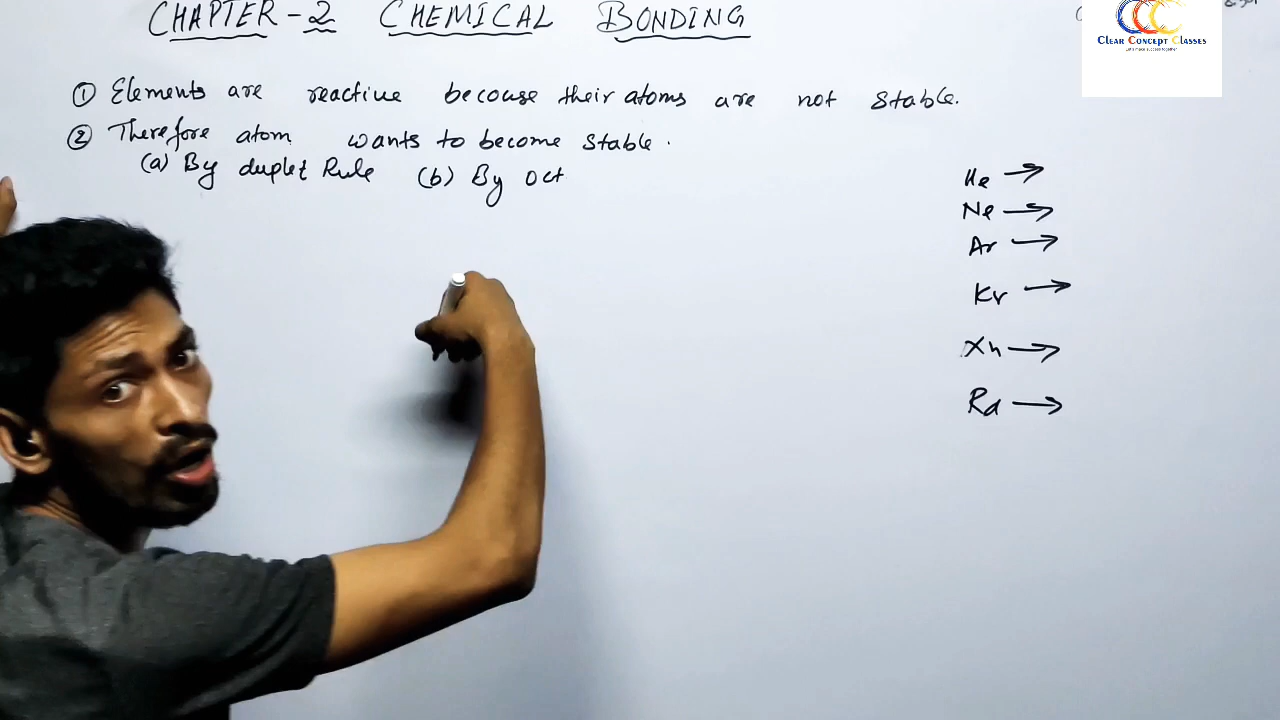 CHAPTER-2 CHEMICAL BONDING
CLEAR CONCEPT CLASSES
① Elements are reactive because their atoms are not stable.
② Therefore atom wants to become stable.
(a) By duplet Rule (b) By Oct
He →
Ne →
Ar →
Kr →
Xn →
Rd →